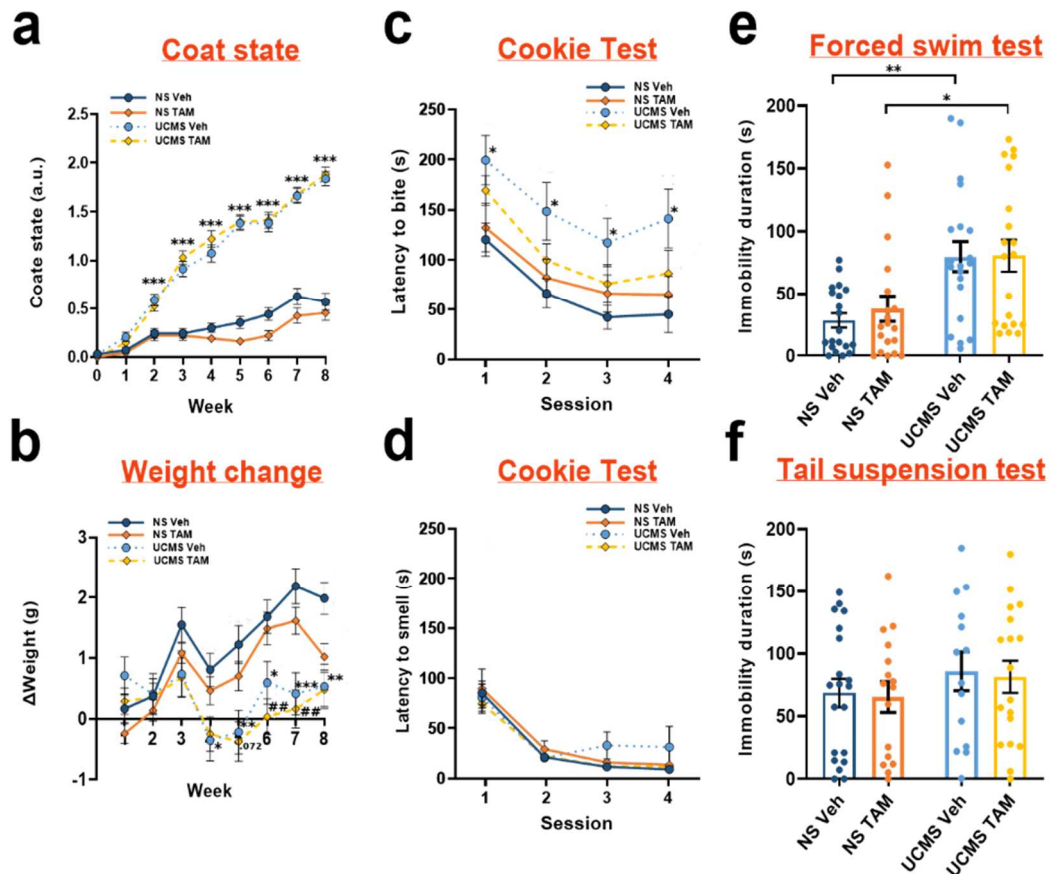 a
Coat state
NS Veh
NS TAM
UCMS Veh
UCMS TAM
Coate state (a.u.)
2.5
2.0
1.5
1.0
0.5
0.0
***
***
***
***
***
***
***
0 1 2 3 4 5 6 7 8
Week
b
Weight change
NS Veh
NS TAM
UCMS Veh
UCMS TAM
ΔWeight (g)
3
2
1
0
-1
2 3 6 7 8
*
**
.072
*
##
***
##
**
Week
c
Cookie Test
NS Veh
NS TAM
UCMS Veh
UCMS TAM
Latency to bite (s)
250
200
150
100
50
0
*
*
*
*
1 2 3 4
Session
d
Cookie Test
NS Veh
NS TAM
UCMS Veh
UCMS TAM
Latency to smell (s)
250
200
150
100
50
0
1 2 3 4
Session
e
Forced swim test
**
*
Immobility duration (s)
200
150
100
50
0
NS Veh
NS TAM
UCMS Veh
UCMS TAM
f
Tail suspension test
Immobility duration (s)
200
150
100
50
0
NS Veh
NS TAM
UCMS Veh
UCMS TAM